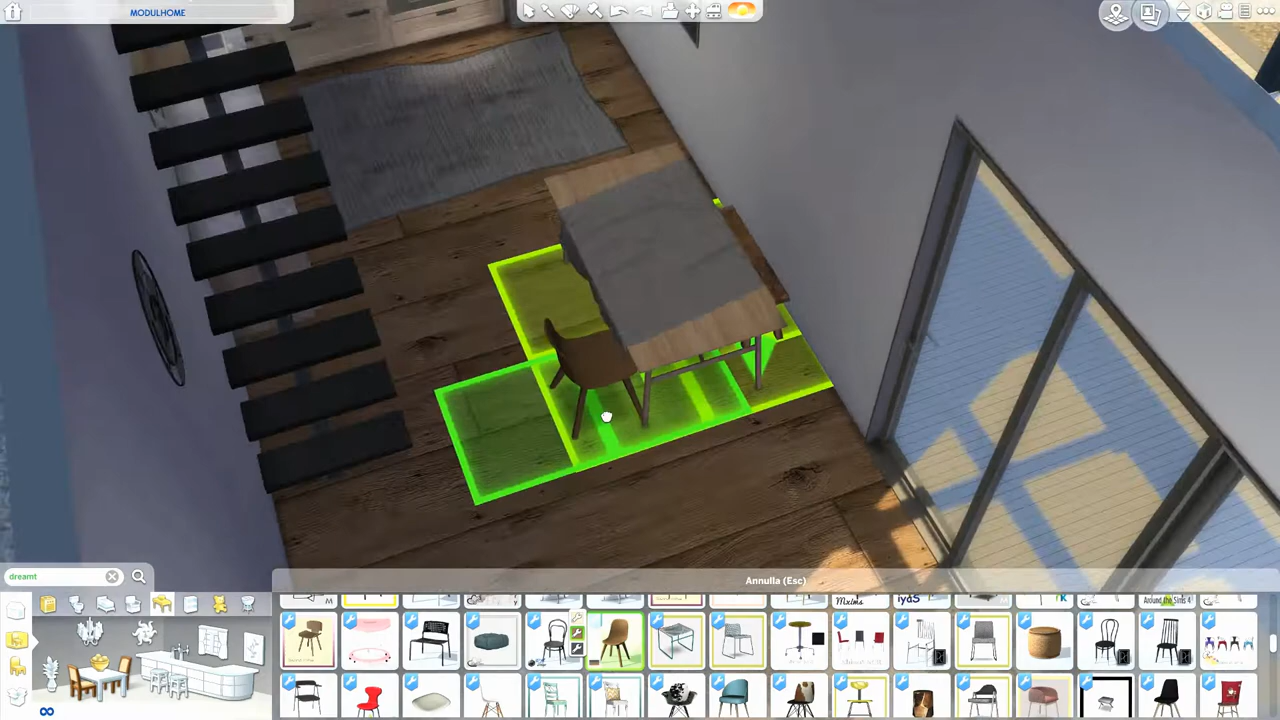 MODULHOME
dreamt
Annulla (Esc)
Mxims
iyaS
Around the Sims 4